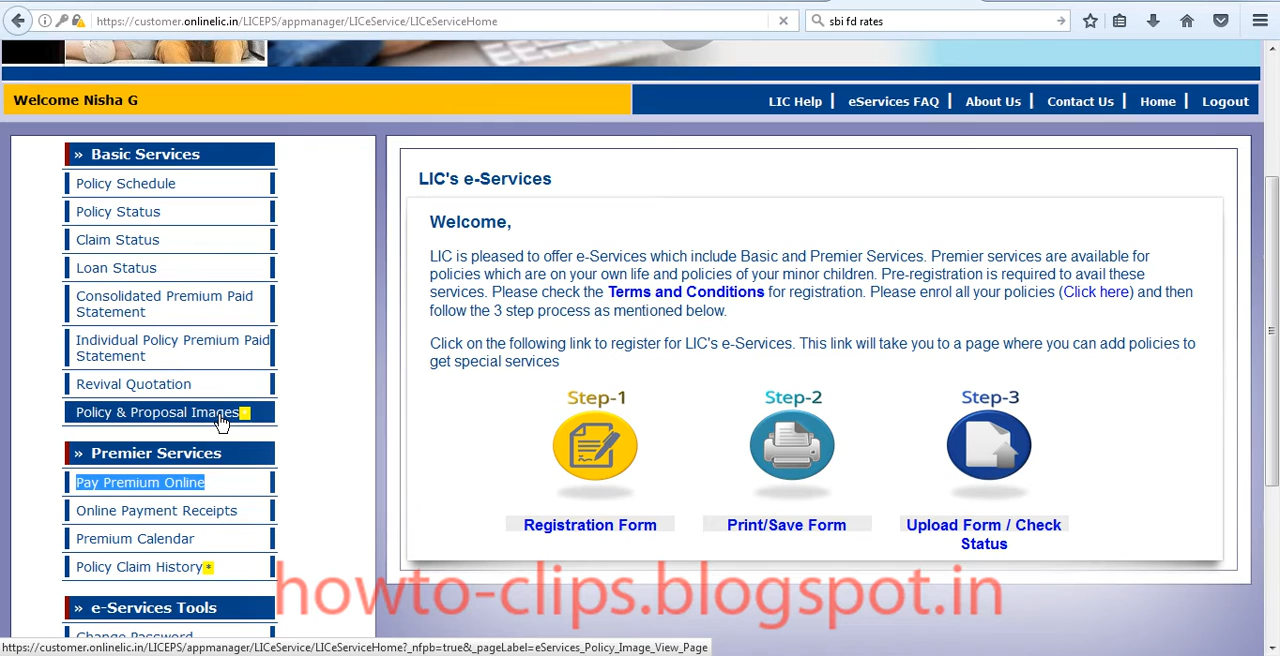 https://customer.onlinelic.in/LICEPS/appmanager/LICeService/LICeServiceHome
sbi fd rates
Welcome Nisha G
LIC Help | eServices FAQ | About Us | Contact Us | Home | Logout
» Basic Services
Policy Schedule
Policy Status
Claim Status
Loan Status
Consolidated Premium Paid
Statement
Individual Policy Premium Paid
Statement
Revival Quotation
Policy & Proposal Images*
» Premier Services
Pay Premium Online
Online Payment Receipts
Premium Calendar
Policy Claim History*
» e-Services Tools
Change Password
LIC's e-Services
Welcome,
LIC is pleased to offer e-Services which include Basic and Premier Services. Premier services are available for
policies which are on your own life and policies of your minor children. Pre-registration is required to avail these
services. Please check the Terms and Conditions for registration. Please enrol all your policies (Click here) and then
follow the 3 step process as mentioned below.
Click on the following link to register for LIC's e-Services. This link will take you to a page where you can add policies to
get special services
Step-1
Step-2
Step-3
Registration Form
Print/Save Form
Upload Form / Check
Status
howto-clips.blogspot.in
https://customer.onlinelic.in/LICEPS/appmanager/LICeService/LICeServiceHome?_nfpb=true&_pageLabel=eServices_Policy_Image_View_Page